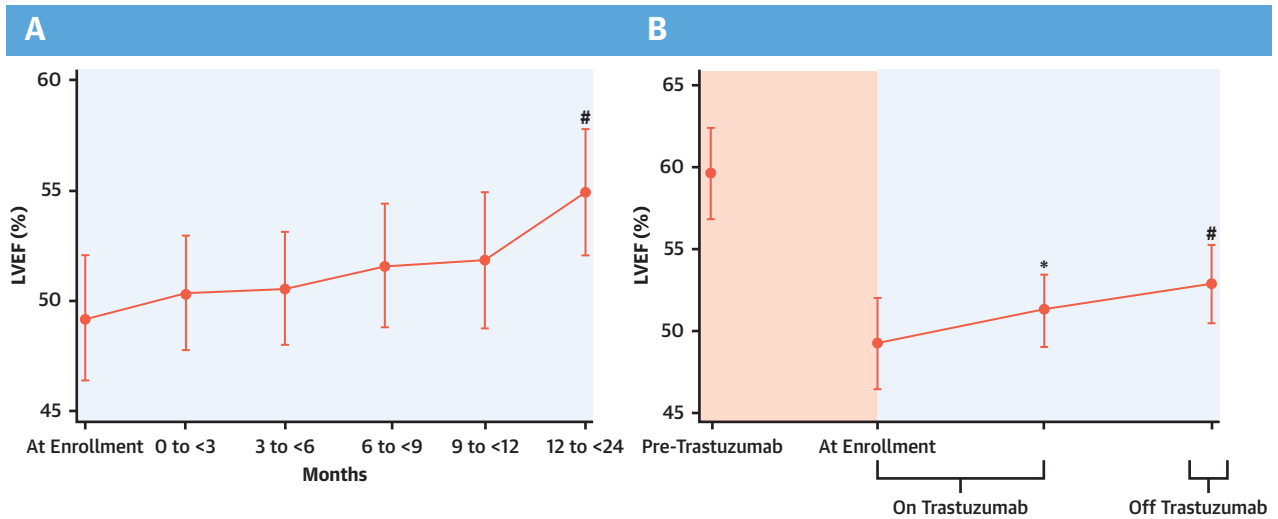 A
B
60
55
50
45
LVEF (%)
#
At Enrollment 0 to <3 3 to <6 6 to <9 9 to <12 12 to <24
Months
65
60
55
50
45
LVEF (%)
*
#
Pre-Trastuzumab At Enrollment
On Trastuzumab Off Trastuzumab